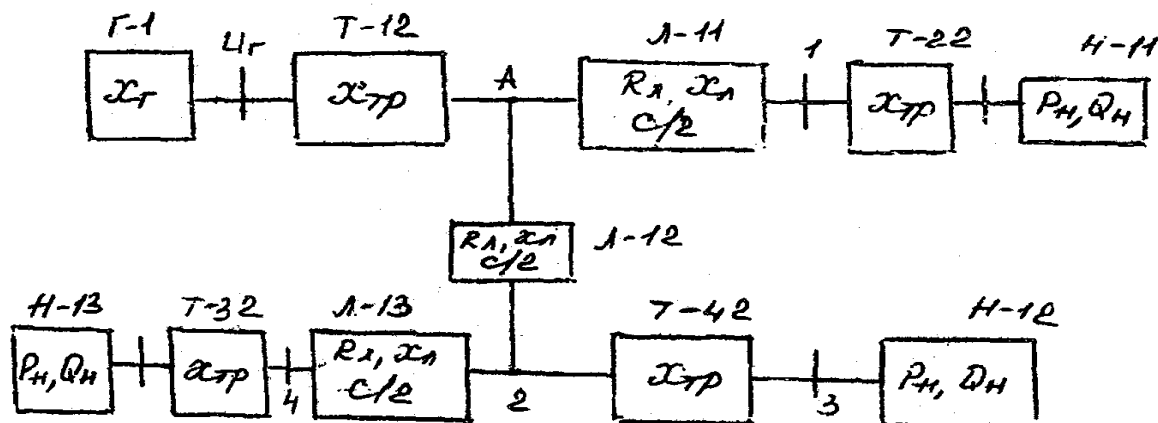 Г-1
Uг
Т-12
Л-11
1
Т-22
Н-11
xг
xтр
А
Rл, xл
C/2
xтр
Pн, Qн
Rл, xл
C/2
Л-12
Н-13
Т-32
Л-13
Т-42
Н-12
Pн, Qн
xтр
4
Rл, xл
C/2
2
xтр
3
Pн, Qн